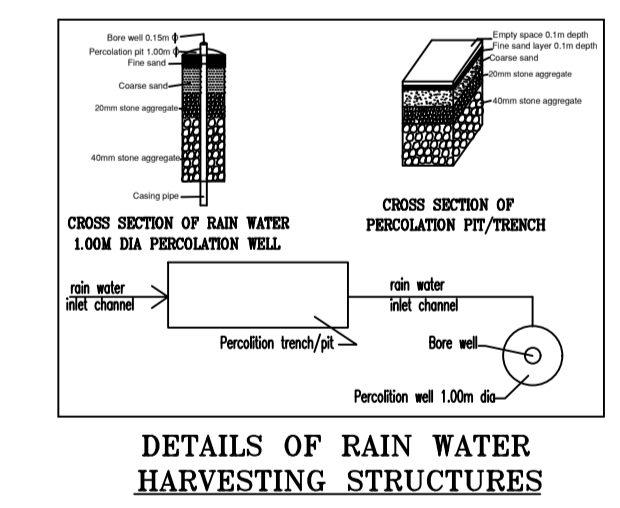 Bore well 0.15m ф
Percolation pit 1.00m ф
Fine sand
Coarse sand
20mm stone aggregate
40mm stone aggregate
Casing pipe
CROSS SECTION OF RAIN WATER
1.00M DIA PERCOLATION WELL
Empty space 0.1m depth
Fine sand layer 0.1m depth
Coarse sand
20mm stone aggregate
40mm stone aggregate
CROSS SECTION OF
PERCOLATION PIT/TRENCH
rain water
inlet channel
Percolition trench/pit
rain water
inlet channel
Bore well
Percolition well 1.00m dia
DETAILS OF RAIN WATER
HARVESTING STRUCTURES